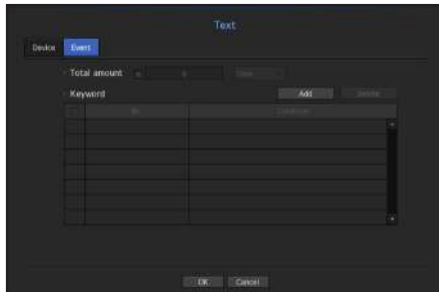 Text
Device Event
Total amount
Keyword Add Delete
No Condition
OK Cancel